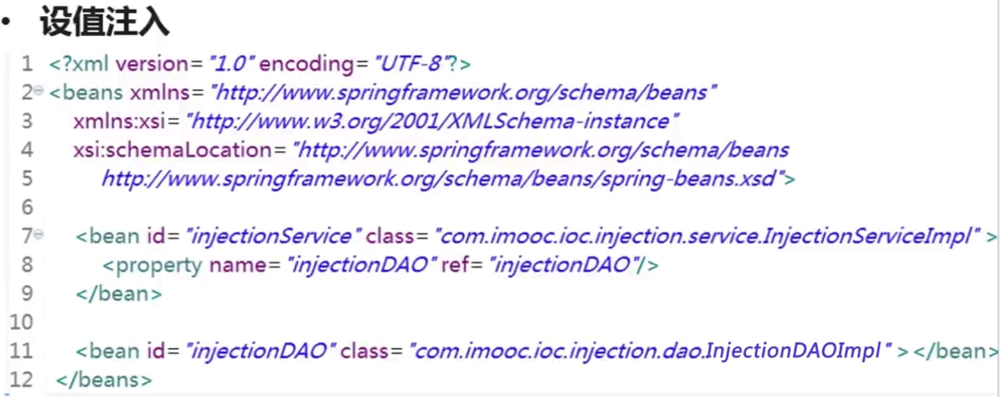 • 设值注入
1 <?xml version="1.0" encoding="UTF-8"?>
2 <beans xmlns="http://www.springframework.org/schema/beans"
3 xmlns:xsi="http://www.w3.org/2001/XMLSchema-instance"
4 xsi:schemaLocation="http://www.springframework.org/schema/beans
5 http://www.springframework.org/schema/beans/spring-beans.xsd">
6
7 <bean id="injectionService" class="com.imooc.ioc.injection.service.InjectionServiceImpl" >
8 <property name="injectionDAO" ref="injectionDAO"/>
9 </bean>
10
11 <bean id="injectionDAO" class="com.imooc.ioc.injection.dao.InjectionDAOImpl" ></bean>
12 </beans>